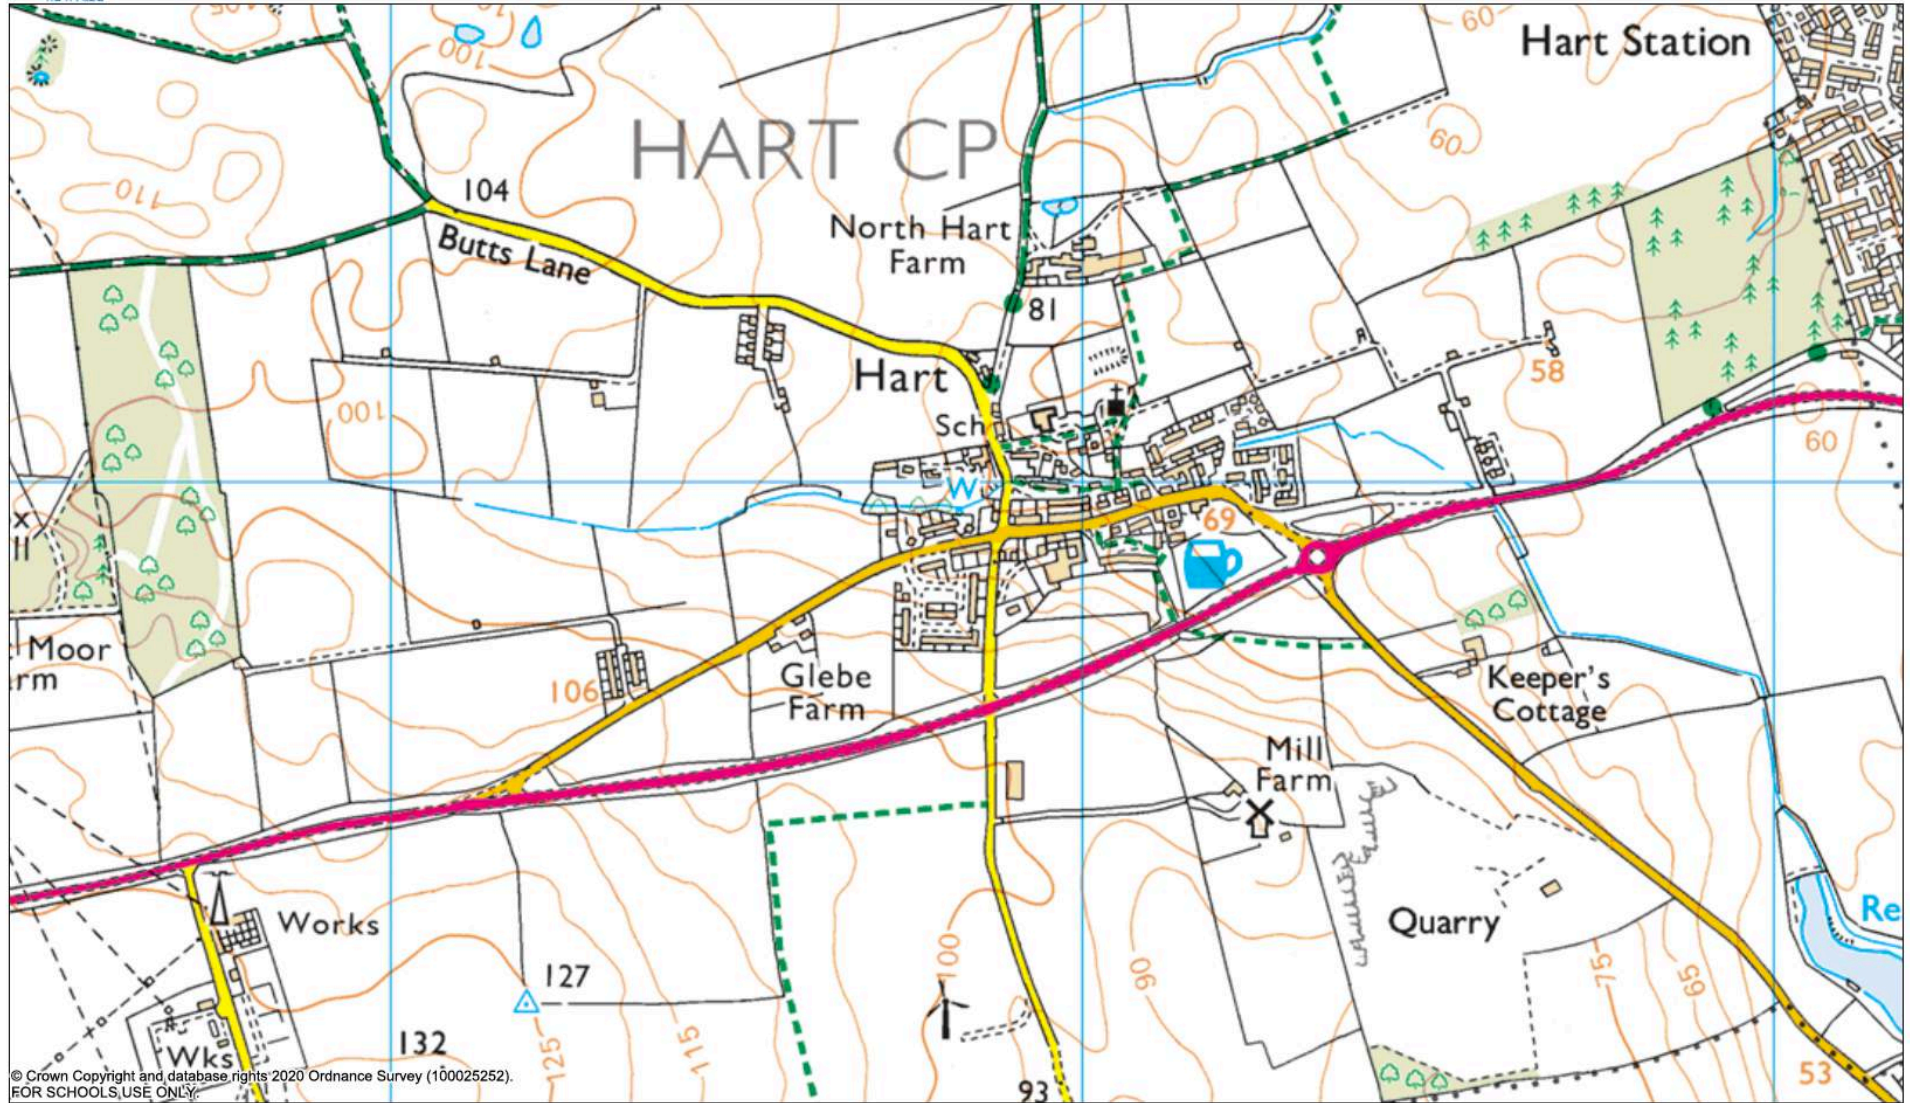 105
10
60
Hart Station
100
HART CP
60
110
104
North Hart
Farm
Butts Lane
81
Hart
58
100
Sch
60
W
69
Moor
rm
Glebe
Farm
106
Keeper's
Cottage
Mill
Farm
Works
Quarry
Re
127
100
90
75
65
132
125
115
Wks
93
53
© Crown Copyright and database rights 2020 Ordnance Survey (100025252).
FOR SCHOOLS USE ONLY.